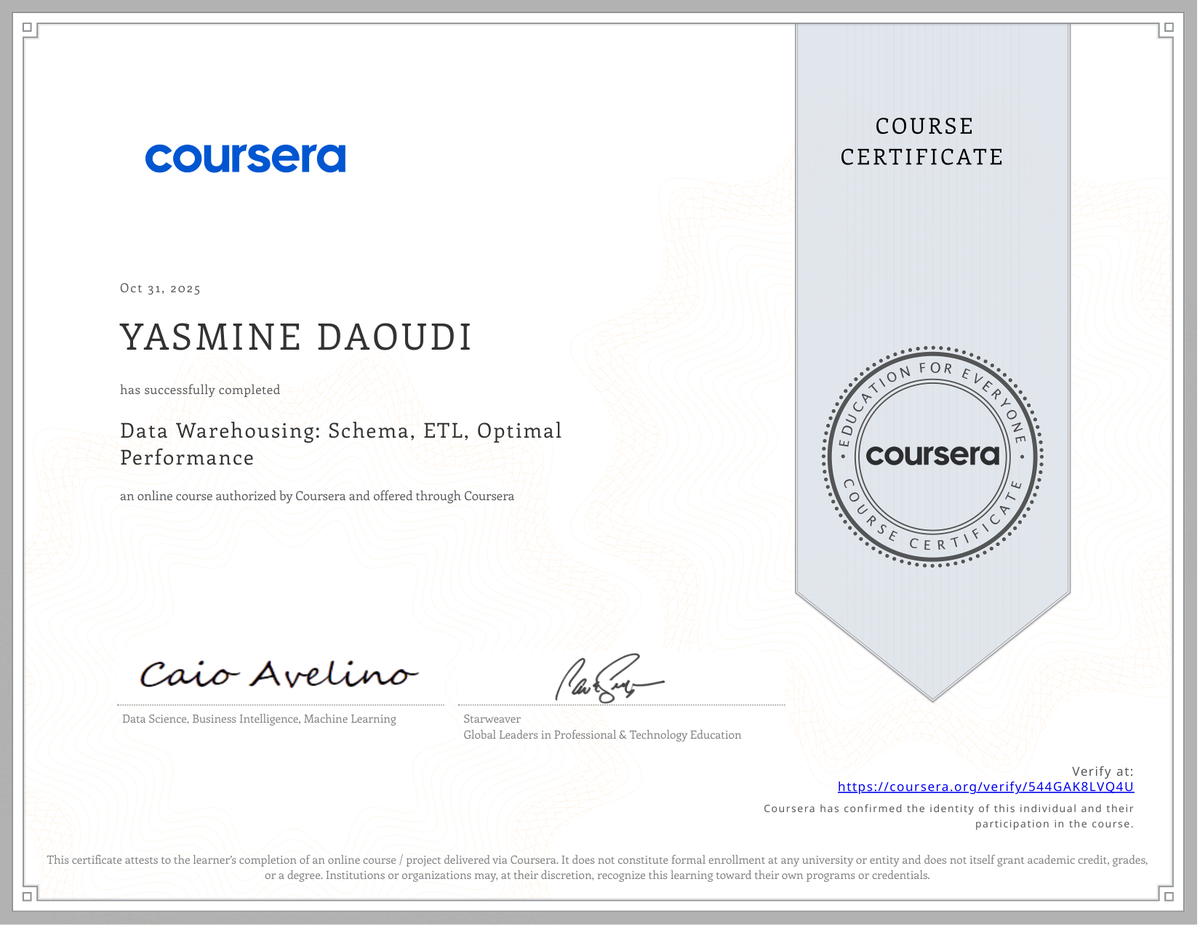 coursera
COURSE
CERTIFICATE
Oct 31, 2025
YASMINE DAOUDI
has successfully completed
Data Warehousing: Schema, ETL, Optimal
Performance
an online course authorized by Coursera and offered through Coursera
EDUCATION FOR EVERYONE
coursera
COURSE CERTIFICATE
Caio Avelino
Data Science, Business Intelligence, Machine Learning
Starweaver
Global Leaders in Professional & Technology Education
Verify at:
https://coursera.org/verify/544GAK8LVQ4U
Coursera has confirmed the identity of this individual and their
participation in the course.
This certificate attests to the learner's completion of an online course / project delivered via Coursera. It does not constitute formal enrollment at any university or entity and does not itself grant academic credit, grades,
or a degree. Institutions or organizations may, at their discretion, recognize this learning toward their own programs or credentials.